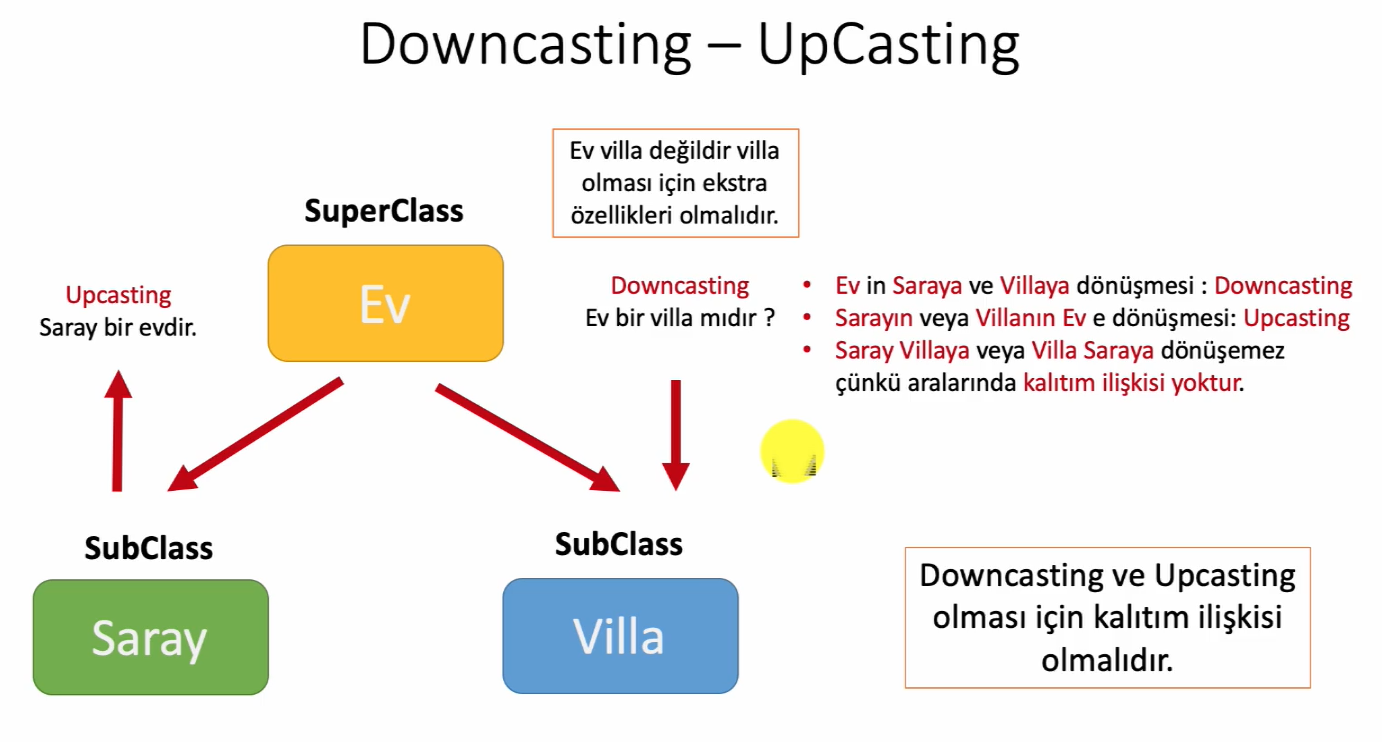 Downcasting – UpCasting
Ev villa değildir villa
olması için ekstra
özellikleri olmalıdır.
SuperClass
Ev
Upcasting
Saray bir evdir.
Downcasting
Ev bir villa mıdır ?
• Ev in Saraya ve Villaya dönüşmesi : Downcasting
• Sarayın veya Villanın Ev e dönüşmesi: Upcasting
• Saray Villaya veya Villa Saraya dönüşemez
çünkü aralarında kalıtım ilişkisi yoktur.
SubClass
Saray
SubClass
Villa
Downcasting ve Upcasting
olması için kalıtım ilişkisi
olmalıdır.